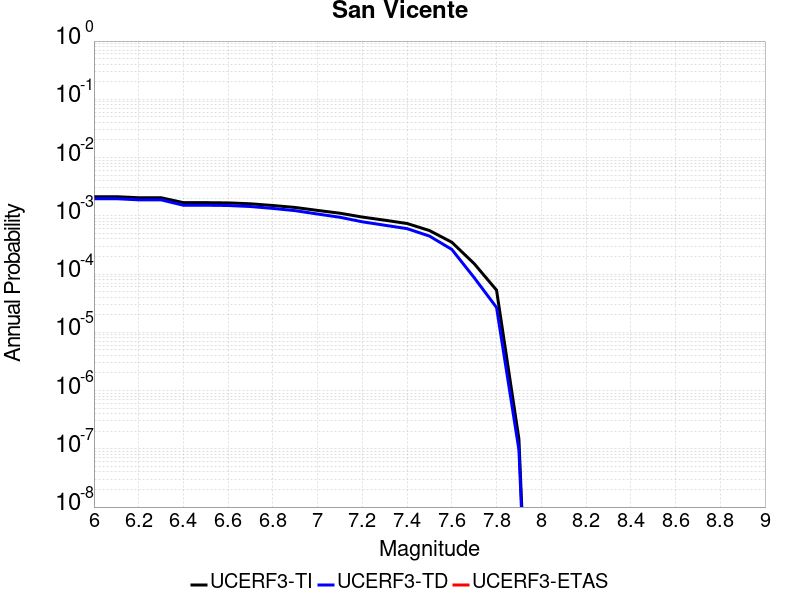 San Vicente
Annual Probability
10^0
10^-1
10^-2
10^-3
10^-4
10^-5
10^-6
10^-7
10^-8
6 6.2 6.4 6.6 6.8 7 7.2 7.4 7.6 7.8 8 8.2 8.4 8.6 8.8 9
Magnitude
UCERF3-TI UCERF3-TD UCERF3-ETAS